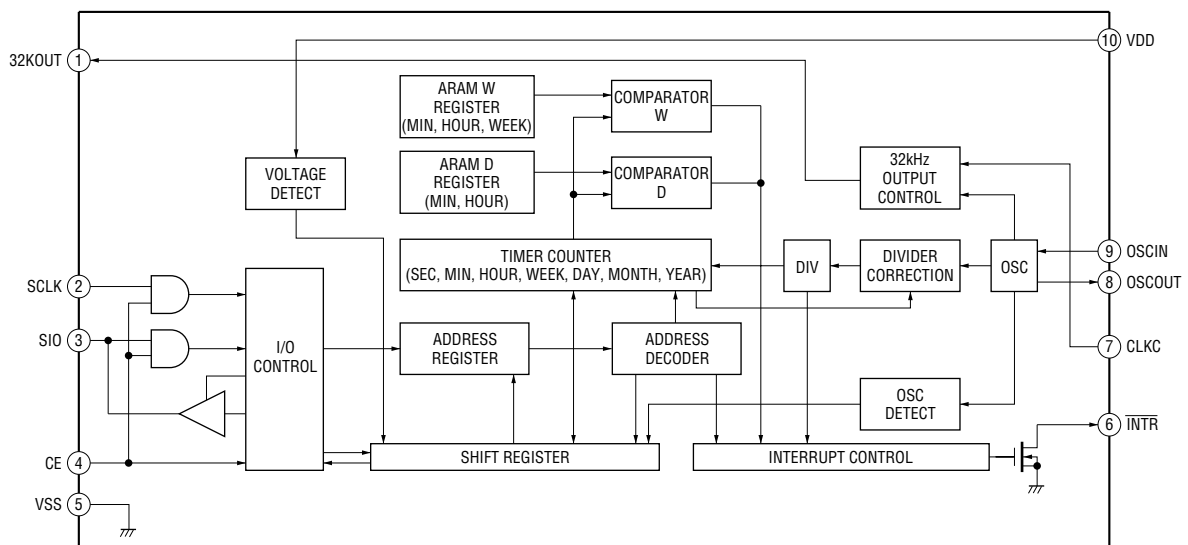 10 VDD
32KOUT 1
ARAM W
REGISTER
(MIN, HOUR, WEEK)
COMPARATOR
W
VOLTAGE
DETECT
ARAM D
REGISTER
(MIN, HOUR)
COMPARATOR
D
32kHz
OUTPUT
CONTROL
TIMER COUNTER
(SEC, MIN, HOUR, WEEK, DAY, MONTH, YEAR)
DIV
DIVIDER
CORRECTION
OSC
9 OSCIN
8 OSCOUT
SCLK 2
SIO 3
I/O
CONTROL
ADDRESS
REGISTER
ADDRESS
DECODER
7 CLKC
OSC
DETECT
6 INTR
CE 4
SHIFT REGISTER
INTERRUPT CONTROL
VSS 5